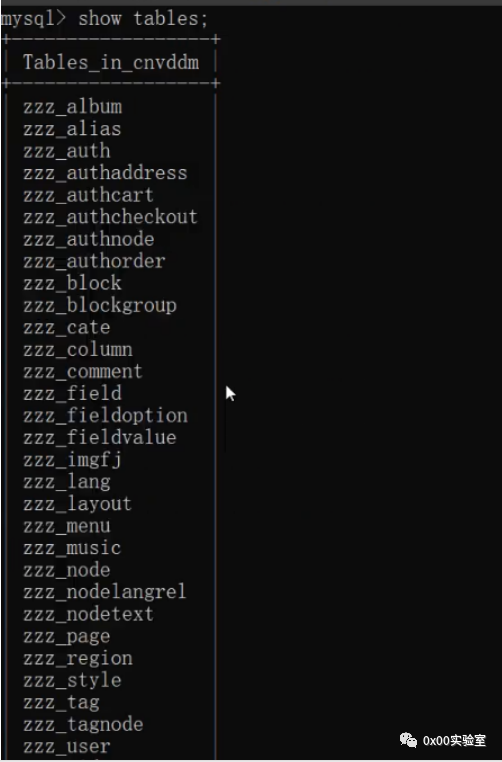 mysql> show tables;
+------------------+
| Tables_in_cnvddm |
+------------------+
| zzz_album |
| zzz_alias |
| zzz_auth |
| zzz_authaddress |
| zzz_authcart |
| zzz_authcheckout |
| zzz_authnode |
| zzz_authorder |
| zzz_block |
| zzz_blockgroup |
| zzz_cate |
| zzz_column |
| zzz_comment |
| zzz_field |
| zzz_fieldoption |
| zzz_fieldvalue |
| zzz_imgfj |
| zzz_lang |
| zzz_layout |
| zzz_menu |
| zzz_music |
| zzz_node |
| zzz_nodelangrel |
| zzz_nodetext |
| zzz_page |
| zzz_region |
| zzz_style |
| zzz_tag |
| zzz_tagnode |
| zzz_user |
0x00实验室